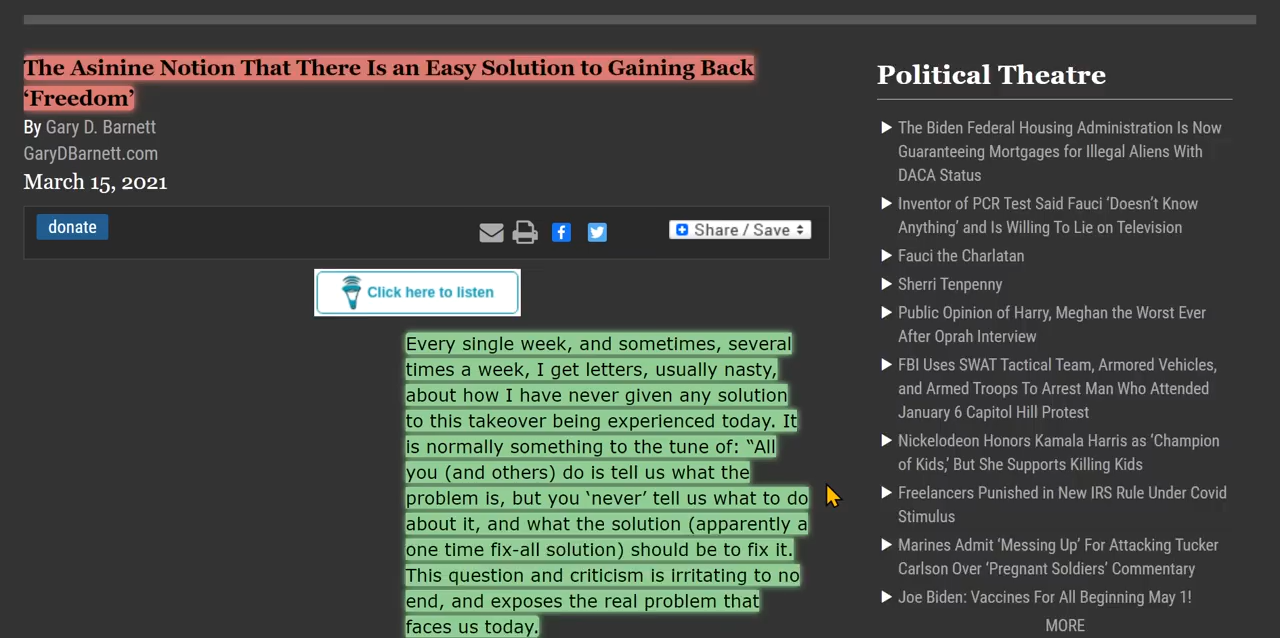 The Asinine Notion That There Is an Easy Solution to Gaining Back
‘Freedom’
By Gary D. Barnett
GaryDBarnett.com
March 15, 2021
donate
Share / Save
Click here to listen
Every single week, and sometimes, several
times a week, I get letters, usually nasty,
about how I have never given any solution
to this takeover being experienced today. It
is normally something to the tune of: “All
you (and others) do is tell us what the
problem is, but you ‘never’ tell us what to do
about it, and what the solution (apparently a
one time fix-all solution) should be to fix it.
This question and criticism is irritating to no
end, and exposes the real problem that
faces us today.
Political Theatre
The Biden Federal Housing Administration Is Now
Guaranteeing Mortgages for Illegal Aliens With
DACA Status
Inventor of PCR Test Said Fauci ‘Doesn’t Know
Anything’ and Is Willing To Lie on Television
Fauci the Charlatan
Sherri Tenpenny
Public Opinion of Harry, Meghan the Worst Ever
After Oprah Interview
FBI Uses SWAT Tactical Team, Armored Vehicles,
and Armed Troops To Arrest Man Who Attended
January 6 Capitol Hill Protest
Nickelodeon Honors Kamala Harris as ‘Champion
of Kids,’ But She Supports Killing Kids
Freelancers Punished in New IRS Rule Under Covid
Stimulus
Marines Admit ‘Messing Up’ For Attacking Tucker
Carlson Over ‘Pregnant Soldiers’ Commentary
Joe Biden: Vaccines For All Beginning May 1!
MORE